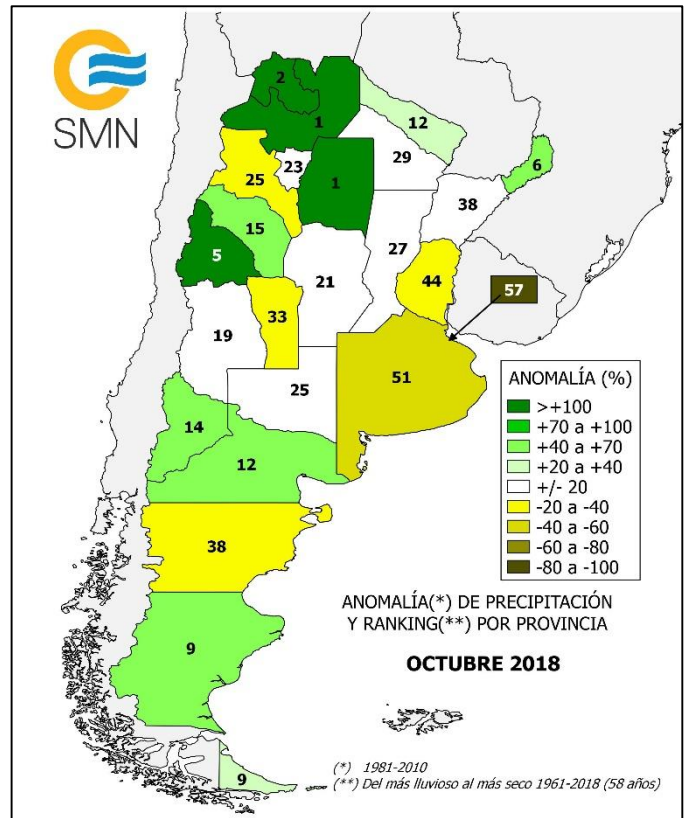 SMN
2
1
12
29
23
25
1
6
38
15
5
27
21
44
57
33
19
51
25
14
12
38
9
9
ANOMALÍA (%)
>+100
+70 a +100
+40 a +70
+20 a +40
+/- 20
-20 a -40
-40 a -60
-60 a -80
-80 a -100
ANOMALÍA(*) DE PRECIPITACIÓN
Y RANKING(**) POR PROVINCIA
OCTUBRE 2018
(*) 1981-2010
(**) Del más lluvioso al más seco 1961-2018 (58 años)